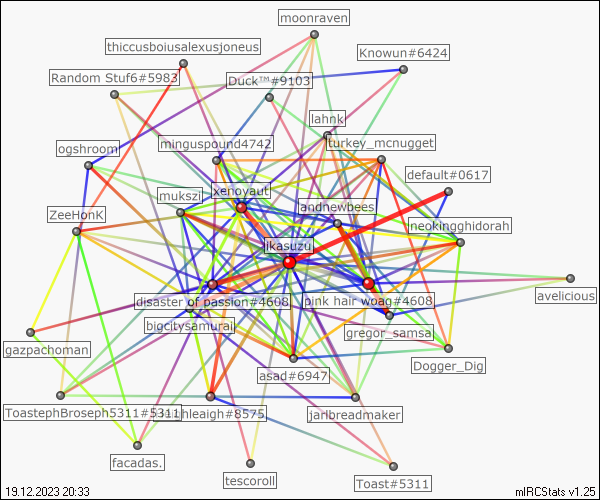 moonraven
thiccusboiusalexusjoneus
Knowun#6424
Random Stuf6#5983
Duck™#9103
lahnk
minguspound4742
turkey_mcnugget
ogshroom
default#0617
xenoyaut
mukszi
andnewbees
ZeeHonK
neokingghidorah
jikasuzu
disaster of passion#4608
pink hair woag#4608
avelicious
bigcitysamurai
gregor_samsa
gazpachoman
Dogger_Dig
asad#6947
ToastephBroseph5311#5311
hleaigh#8575
jarlbreadmaker
facadas.
tescoroll
Toast#5311
19.12.2023 20:33
mIRCStats v1.25